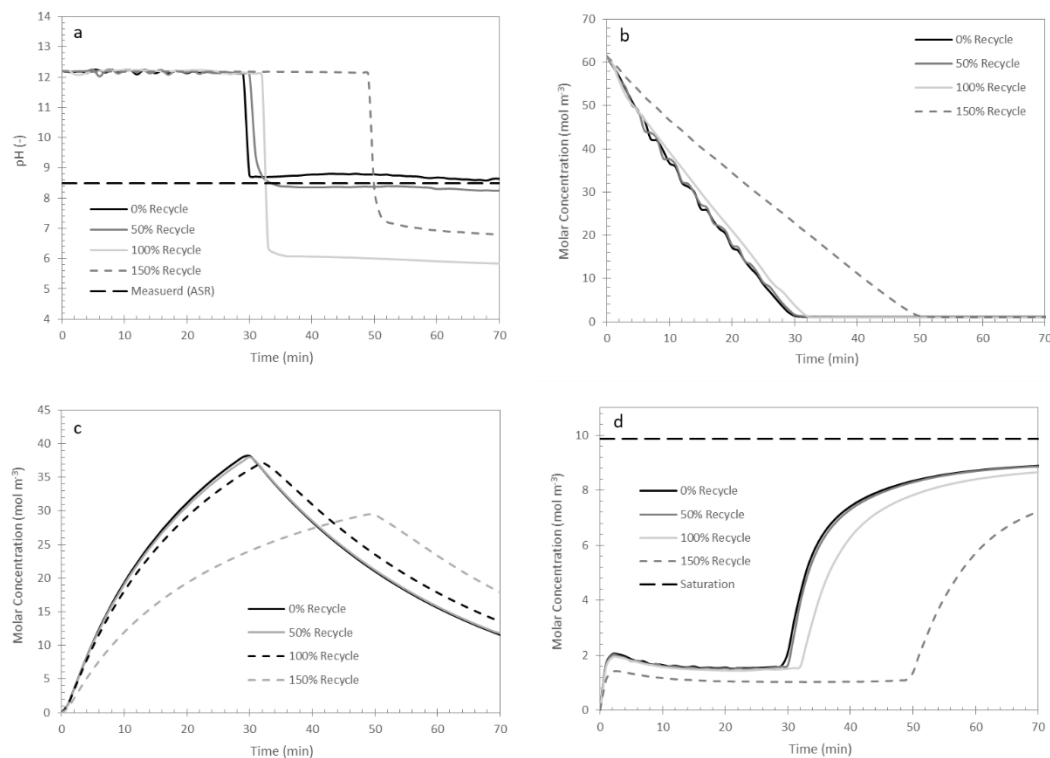 a
14
13
12
11
10
9
8
7
6
5
4
pH (-)
0% Recycle
50% Recycle
100% Recycle
150% Recycle
Measuerd (ASR)
0 10 20 30 40 50 60 70
Time (min)
b
70
60
50
40
30
20
10
0
Molar Concentration (mol m⁻³)
0% Recycle
50% Recycle
100% Recycle
150% Recycle
0 10 20 30 40 50 60 70
Time (min)
c
45
40
35
30
25
20
15
10
5
0
Molar Concentration (mol m⁻³)
0% Recycle
50% Recycle
100% Recycle
150% Recycle
0 10 20 30 40 50 60 70
Time (min)
d
10
8
6
4
2
0
Molar Concentration (mol m⁻³)
0% Recycle
50% Recycle
100% Recycle
150% Recycle
Saturation
0 10 20 30 40 50 60 70
Time (min)